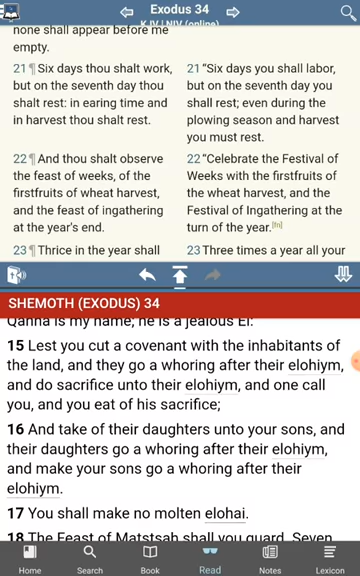 Exodus 34
KJV | NIV (online)
none shall appear before me
empty.
21 ¶ Six days thou shalt work,
but on the seventh day thou
shalt rest: in earing time and
in harvest thou shalt rest.
22 ¶ And thou shalt observe
the feast of weeks, of the
firstfruits of wheat harvest,
and the feast of ingathering
at the year's end.
23 ¶ Thrice in the year shall
21 “Six days you shall labor,
but on the seventh day you
shall rest; even during the
plowing season and harvest
you must rest.
22 “Celebrate the Festival of
Weeks with the firstfruits of
the wheat harvest, and the
Festival of Ingathering at the
turn of the year.[fn]
23 Three times a year all your
SHEMOTH (EXODUS) 34
Qanna is my name; he is a jealous El:
15 Lest you cut a covenant with the inhabitants of
the land, and they go a whoring after their elohiym,
and do sacrifice unto their elohiym, and one call
you, and you eat of his sacrifice;
16 And take of their daughters unto your sons, and
their daughters go a whoring after their elohiym,
and make your sons go a whoring after their
elohiym.
17 You shall make no molten elohai.
18 The Feast of Matstsah shall you guard. Seven
Home
Search
Book
Read
Notes
Lexicon